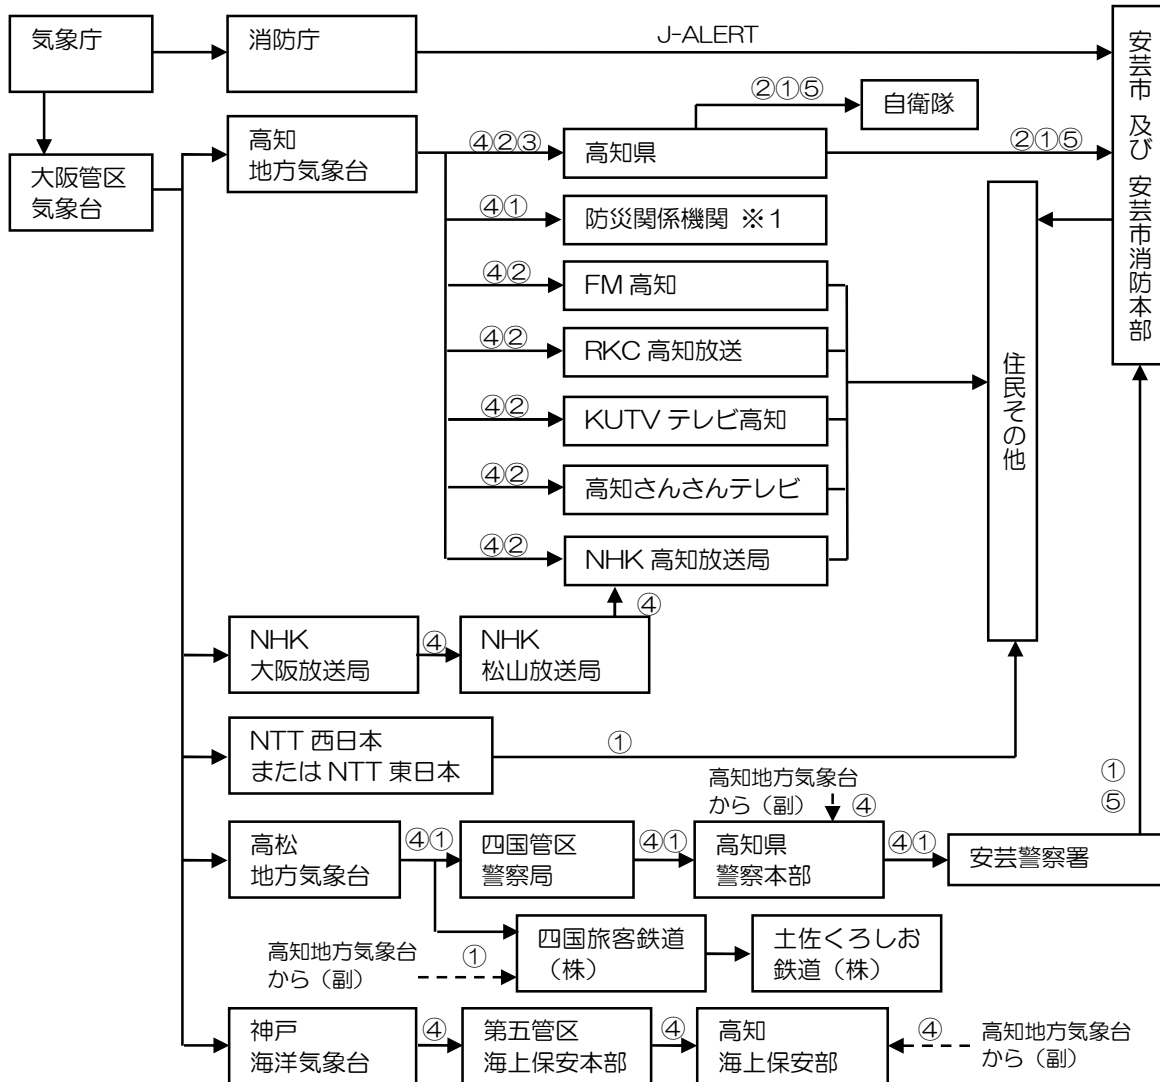 気象庁
消防庁
J-ALERT
安芸市 及び 安芸市消防本部
②①⑤
自衛隊
高知
地方気象台
④②③
高知県
②①⑤
大阪管区
気象台
④①
防災関係機関 ※1
④②
FM 高知
④②
RKC 高知放送
住民その他
④②
KUTV テレビ高知
④②
高知さんさんテレビ
④②
NHK 高知放送局
④
NHK
大阪放送局
④
NHK
松山放送局
NTT 西日本
または NTT 東日本
①
高知地方気象台
から（副）
④
①
⑤
高松
地方気象台
④①
四国管区
警察局
④①
高知県
警察本部
④①
安芸警察署
高知地方気象台
から（副）
①
四国旅客鉄道
（株）
土佐くろしお
鉄道（株）
神戸
海洋気象台
④
第五管区
海上保安本部
④
高知
海上保安部
④
高知地方気象台
から（副）